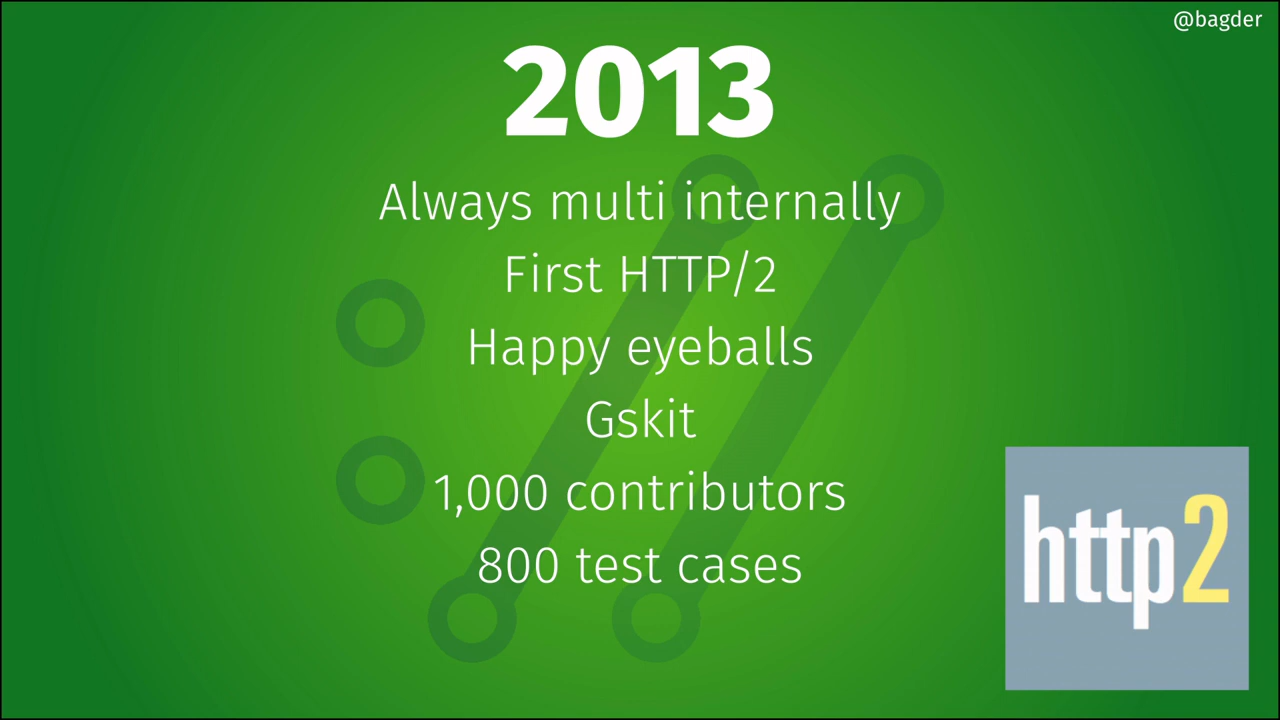 @bagder
2013
Always multi internally
First HTTP/2
Happy eyeballs
Gskit
1,000 contributors
800 test cases
http2